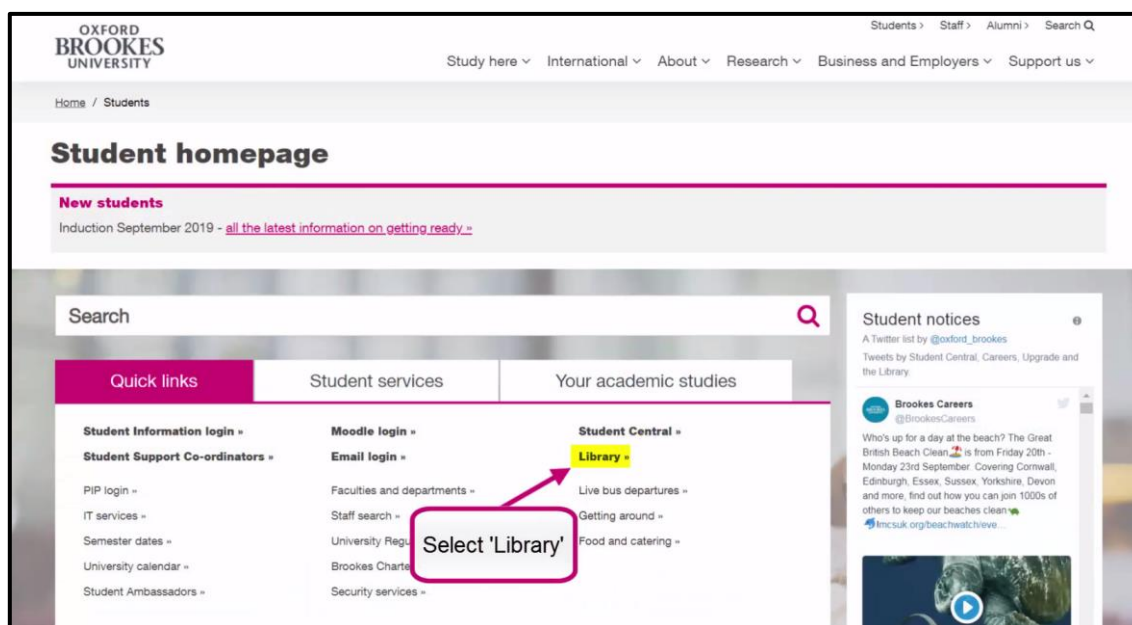 OXFORD
BROOKES
UNIVERSITY
Students > Staff > Alumni > Search
Study here International About Research Business and Employers Support us
Home / Students
Student homepage
New students
Induction September 2019 - all the latest information on getting ready »
Search
Quick links
Student services
Your academic studies
Student Information login »
Moodle login »
Student Central »
Student Support Co-ordinators »
Email login »
Library »
PIP login »
Faculties and departments »
Live bus departures »
IT services »
Staff search »
Getting around »
Semester dates »
University
Food and catering »
University calendar »
Brookes
Student Ambassadors »
Security services »
Select 'Library'
Student notices
A Twitter list by @oxford_brookes
Tweets by Student Central, Careers, Upgrade and
the Library.
Brookes Careers
@BrookesCareers
Who's up for a day at the beach? The Great
British Beach Clean is from Friday 20th -
Monday 23rd September. Covering Cornwall,
Edinburgh, Essex, Sussex, Yorkshire, Devon
and more, find out how you can join 1000s of
others to keep our beaches clean
mcsuk.org/beachwatch/eve...